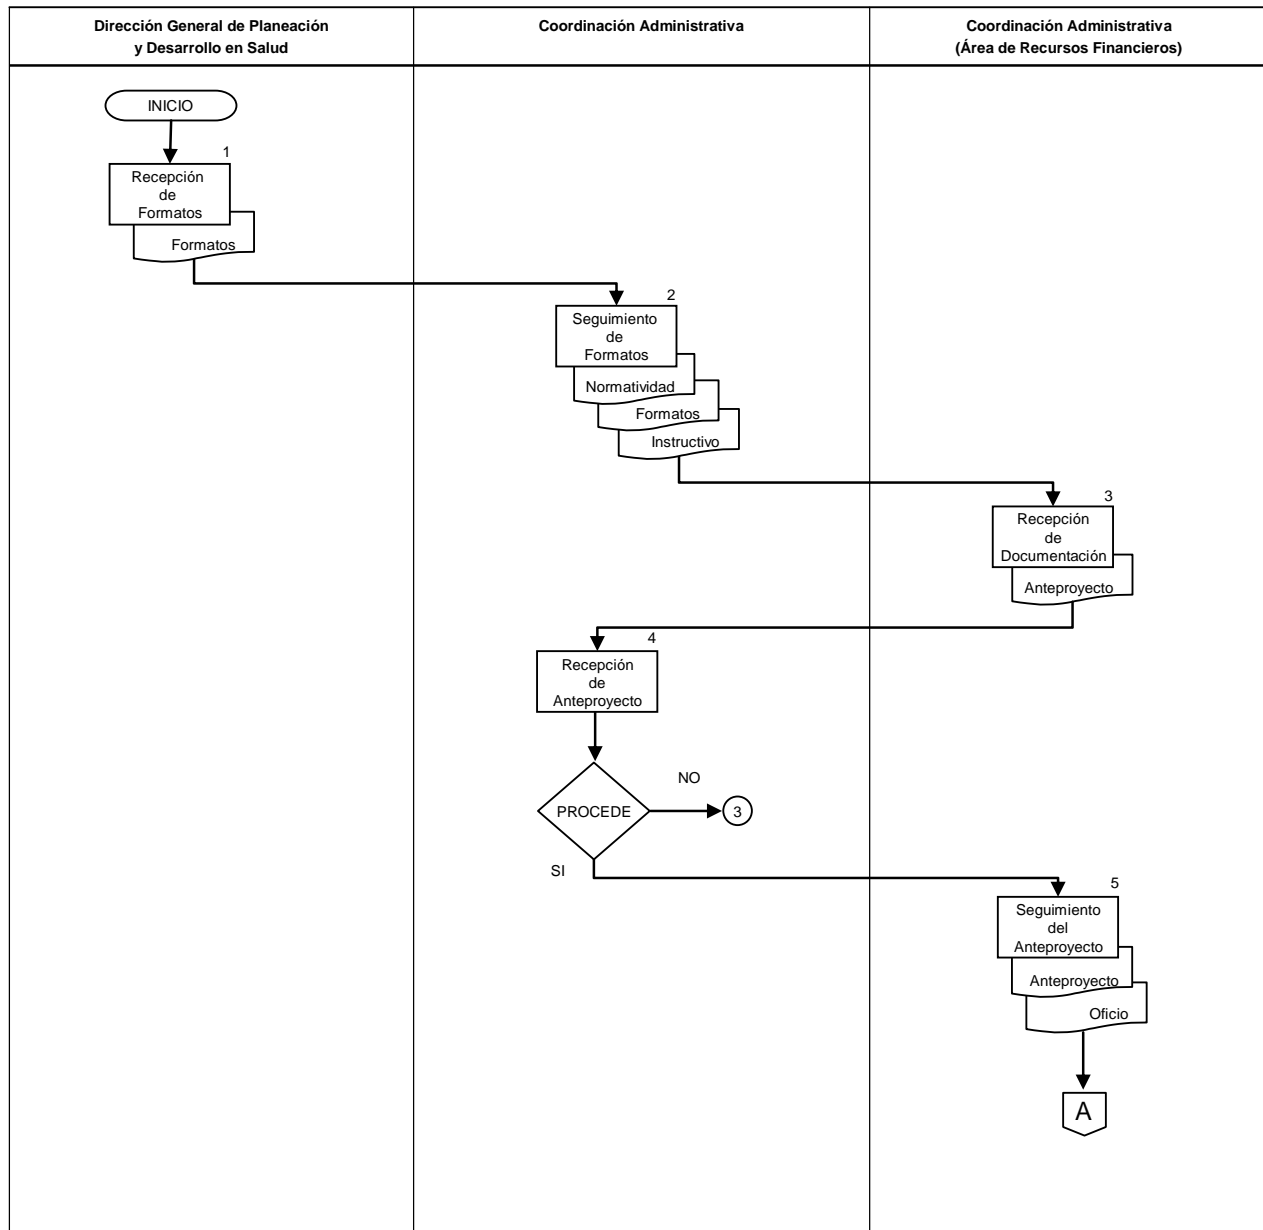 Dirección General de Planeación
y Desarrollo en Salud
Coordinación Administrativa
Coordinación Administrativa
(Área de Recursos Financieros)
INICIO
1
Recepción
de
Formatos
Formatos
2
Seguimiento
de
Formatos
Normatividad
Formatos
Instructivo
3
Recepción
de
Documentación
Anteproyecto
4
Recepción
de
Anteproyecto
PROCEDE
NO
3
SI
5
Seguimiento
del
Anteproyecto
Anteproyecto
Oficio
A